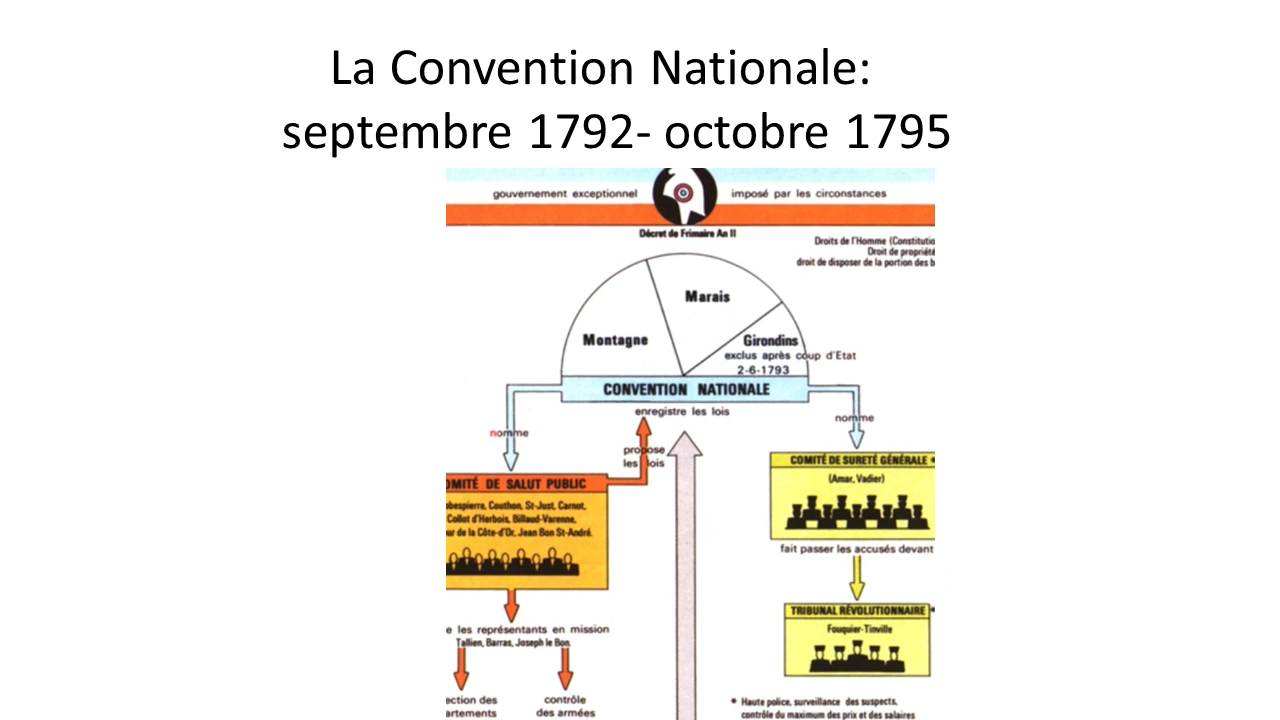 La Convention Nationale:
septembre 1792- octobre 1795
gouvernement exceptionnel
imposé par les circonstances
Décret de Frimaire An II
Droits de l'Homme (Constitutio
Droit de propriété
droit de disposer de la portion des b
Marais
Montagne
Girondins
exclus après coup d'Etat
2-6-1793
CONVENTION NATIONALE
enregistre les lois
nomme
nomme
propose
les lois
OMITÉ DE SALUT PUBLIC
obespierre, Couthon, St-Just, Carnot,
Collot d'Herbois, Billaud-Varenne,
ur de la Côte-d'Or, Jean Bon St-André.
COMITÉ DE SURETÉ GÉNÉRALE *
(Amar, Vadier)
fait passer les accusés devant
TRIBUNAL RÉVOLUTIONNAIRE *
Fouquier-Tinville
e les représentants en mission
Tallien, Barras, Joseph le Bon.
ection des
artements
contrôle
des armées
* Haute police, surveillance des suspects,
contrôle du maximum des prix et des salaires